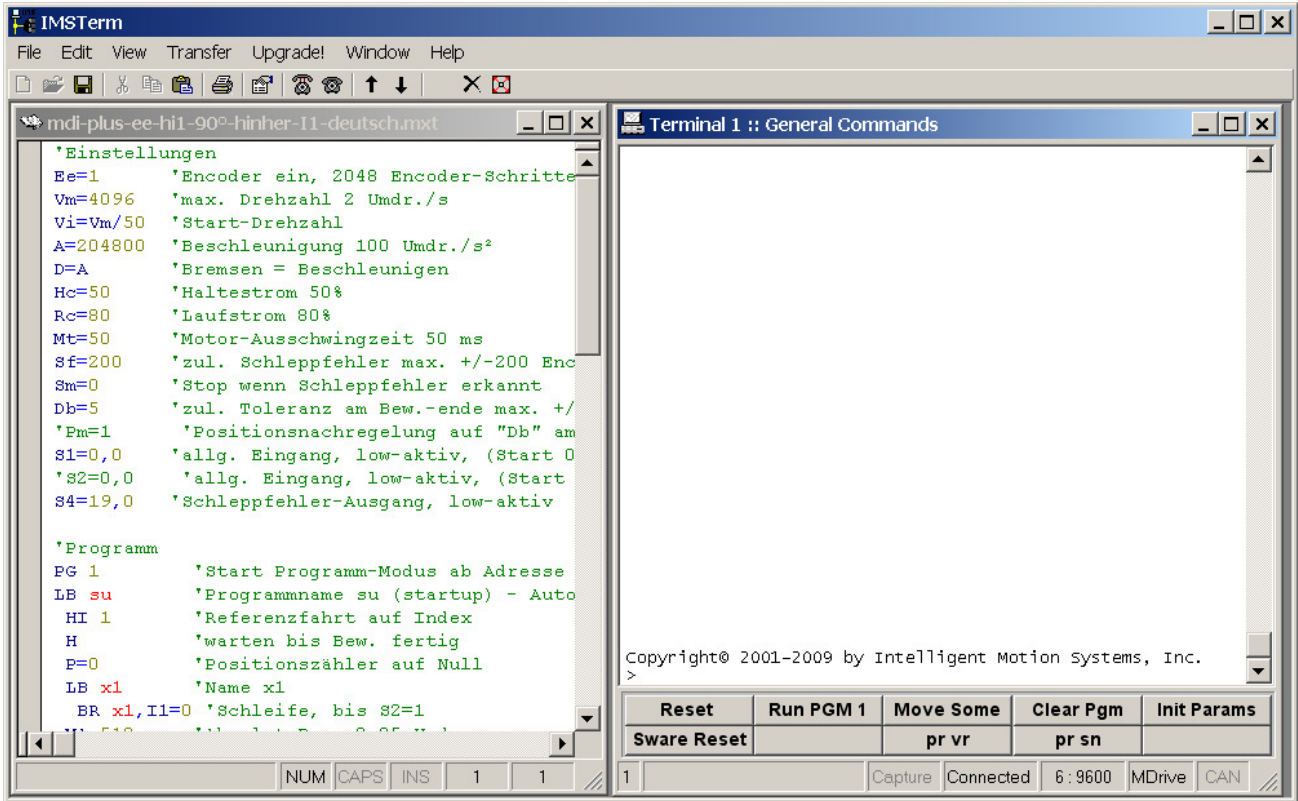 IMSTerm
File Edit View Transfer Upgrade! Window Help
mdi-plus-ee-hi1-90°-hinher-I1-deutsch.mxt
'Einstellungen
Ee=1 'Encoder ein, 2048 Encoder-Schritte
Vm=4096 'max. Drehzahl 2 Umdr./s
Vi=Vm/50 'Start-Drehzahl
A=204800 'Beschleunigung 100 Umdr./s²
D=A 'Bremsen = Beschleunigen
Hc=50 'Haltestrom 50%
Rc=80 'Laufstrom 80%
Mt=50 'Motor-Ausschwingzeit 50 ms
Sf=200 'zul. Schleppfehler max. +/-200 Enc
Sm=0 'Stop wenn Schleppfehler erkannt
Db=5 'zul. Toleranz am Bew.-ende max. +/
'Pm=1 'Positionsnachregelung auf "Db" am
S1=0,0 'allg. Eingang, low-aktiv, (Start 0
'S2=0,0 'allg. Eingang, low-aktiv, (Start
S4=19,0 'Schleppfehler-Ausgang, low-aktiv
'Programm
PG 1 'Start Programm-Modus ab Adresse
LB su 'Programmname su (startup) - Auto
HI 1 'Referenzfahrt auf Index
H 'warten bis Bew. fertig
P=0 'Positionszähler auf Null
LB x1 'Name x1
BR x1,I1=0 'Schleife, bis S2=1
NUM CAPS INS 1 1
Terminal 1 :: General Commands
Copyright© 2001-2009 by Intelligent Motion Systems, Inc.
>
Reset Run PGM 1 Move Some Clear Pgm Init Params
Sware Reset pr vr pr sn
1 Capture Connected 6 : 9600 MDrive CAN